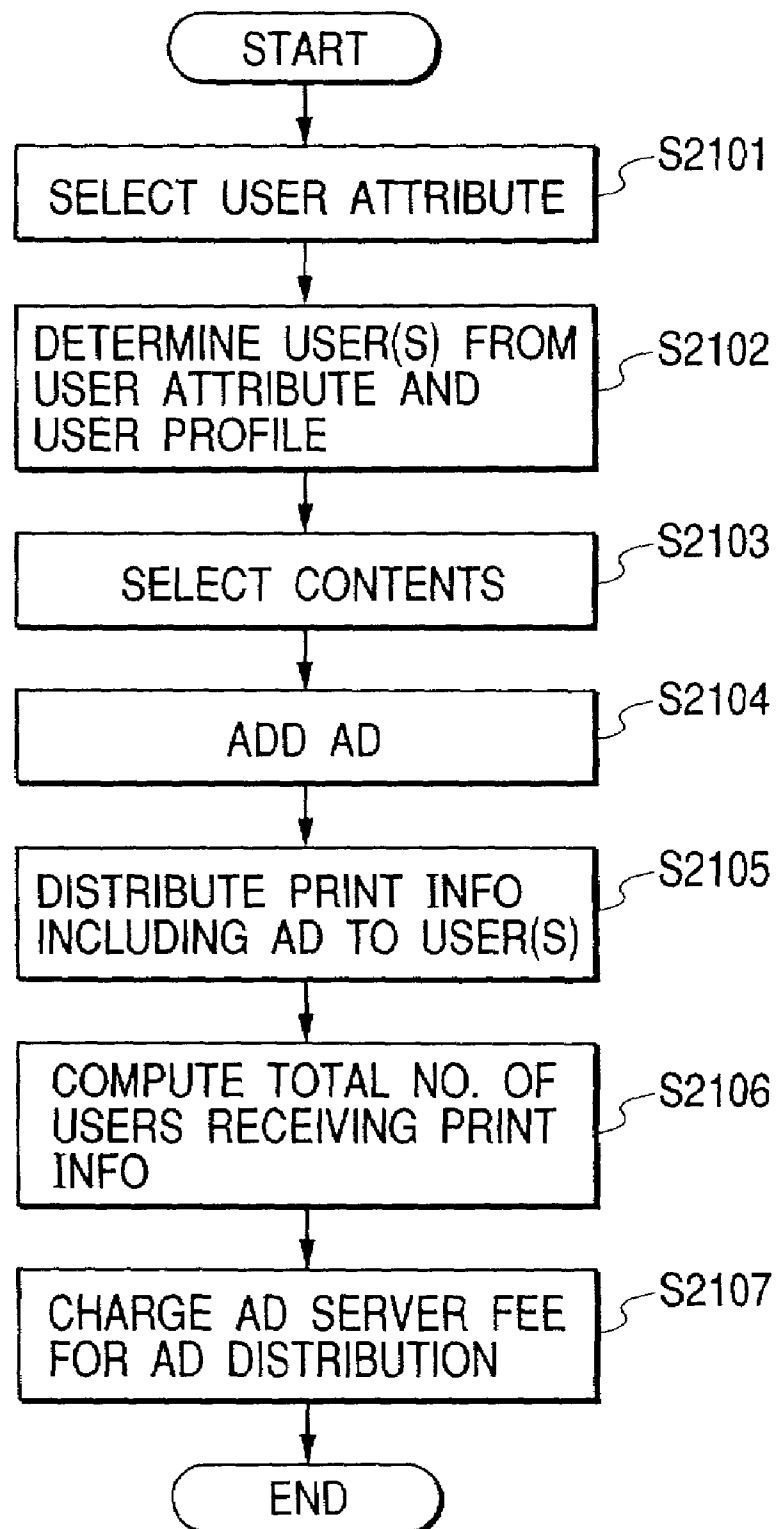 START
SELECT USER ATTRIBUTE
S2101
DETERMINE USER(S) FROM
USER ATTRIBUTE AND
USER PROFILE
S2102
SELECT CONTENTS
S2103
ADD AD
S2104
DISTRIBUTE PRINT INFO
INCLUDING AD TO USER(S)
S2105
COMPUTE TOTAL NO. OF
USERS RECEIVING PRINT
INFO
S2106
CHARGE AD SERVER FEE
FOR AD DISTRIBUTION
S2107
END